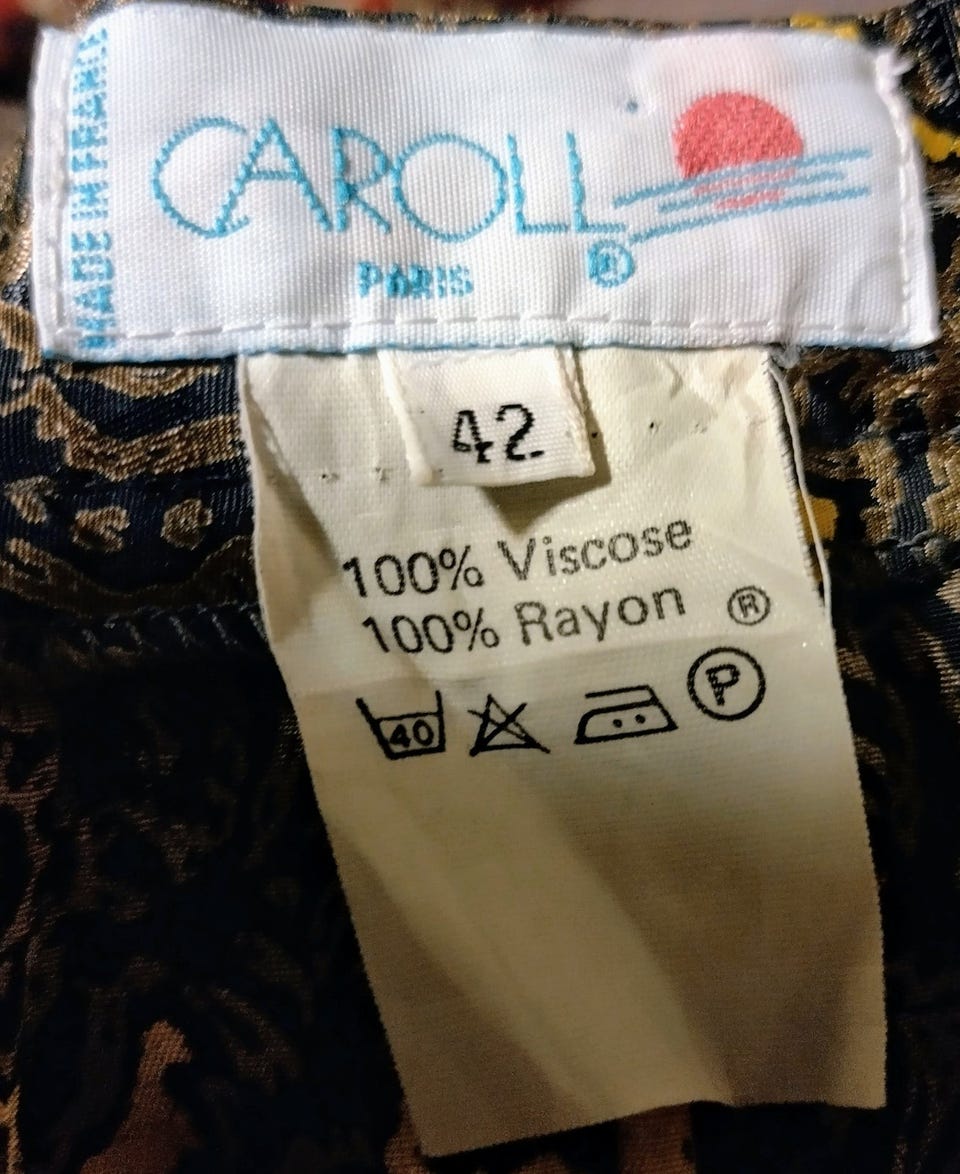 MADE IN FRANCE
CAROLL
PARIS ®
42
100% Viscose
100% Rayon ®
40
P